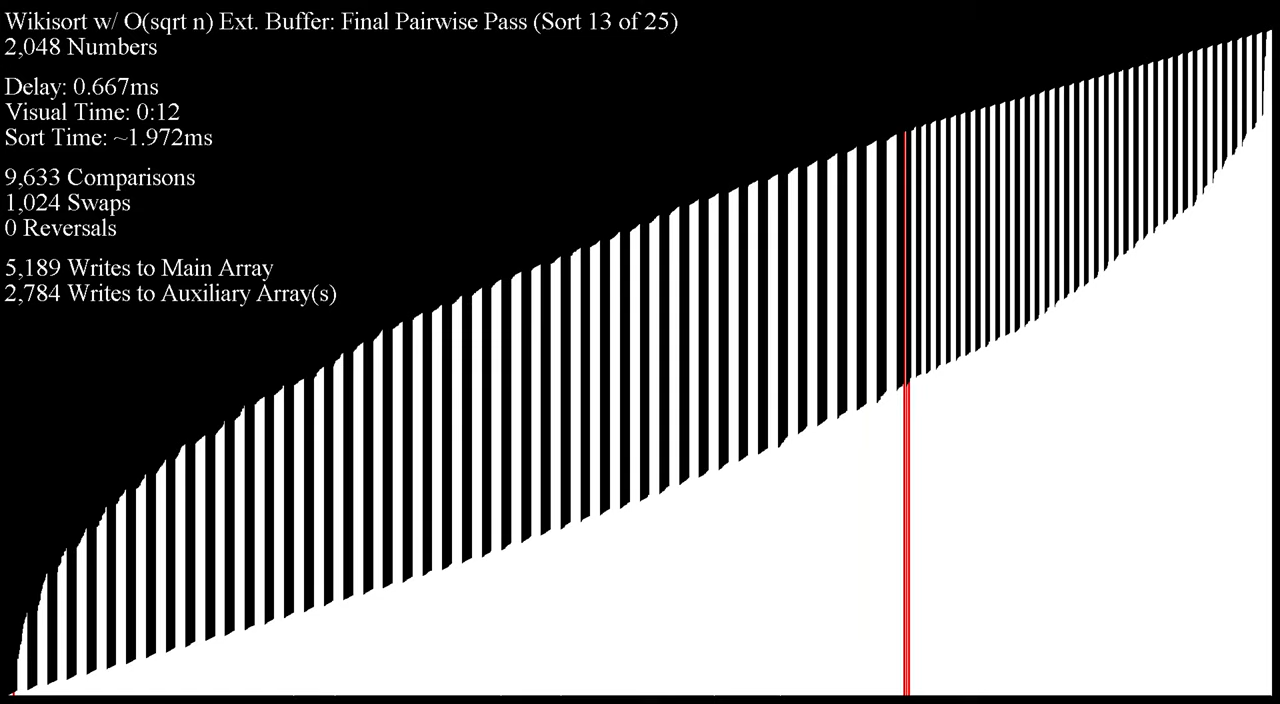 Wikisort w/ O(sqrt n) Ext. Buffer: Final Pairwise Pass (Sort 13 of 25)
2,048 Numbers
Delay: 0.667ms
Visual Time: 0:12
Sort Time: ~1.972ms
9,633 Comparisons
1,024 Swaps
0 Reversals
5,189 Writes to Main Array
2,784 Writes to Auxiliary Array(s)